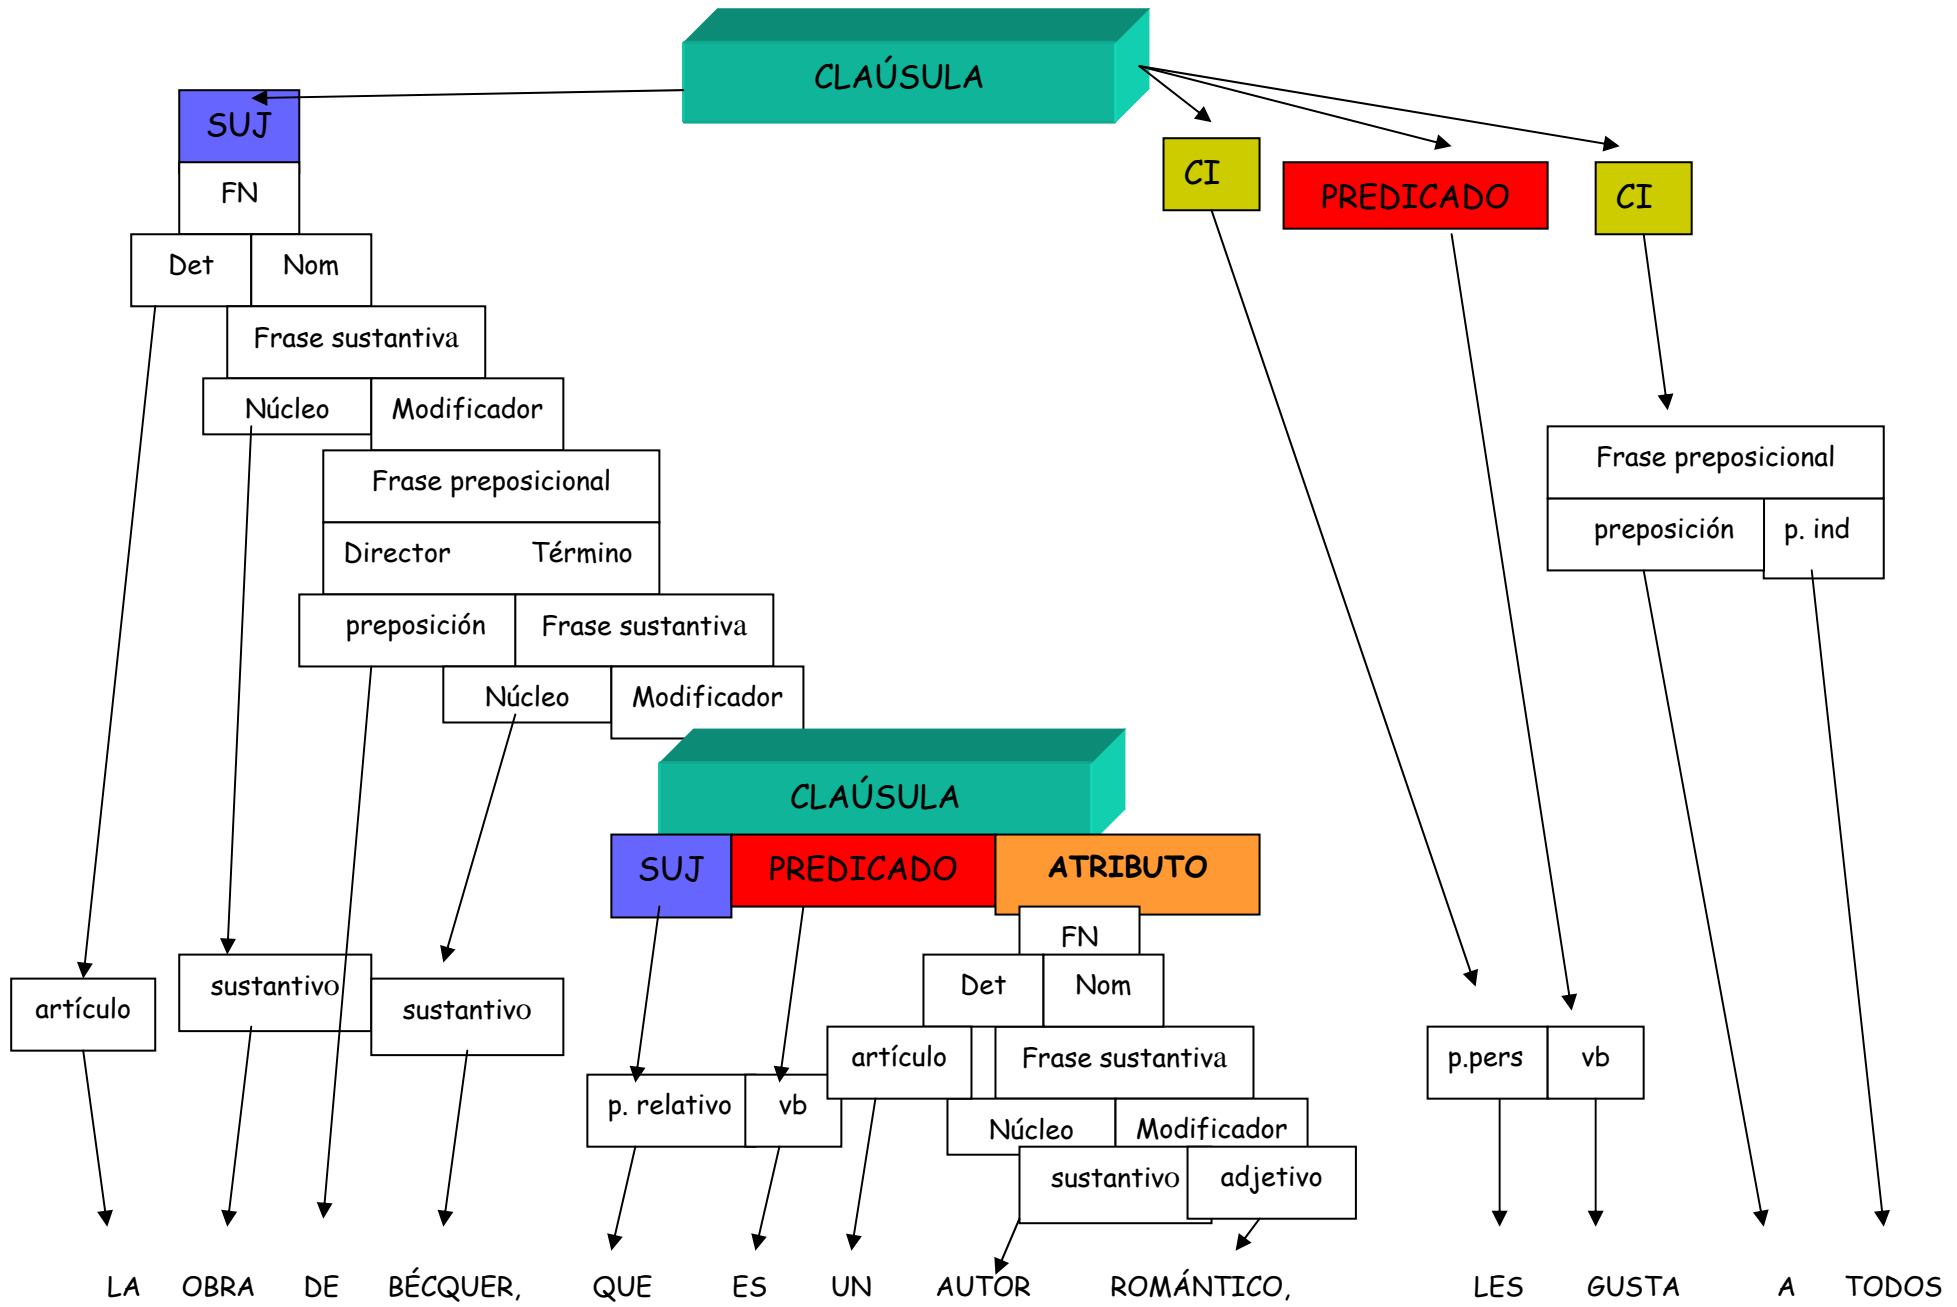 CLAÚSULA
SUJ
CI
PREDICADO
CI
FN
Det
Nom
Frase sustantiva
Núcleo
Modificador
Frase preposicional
Director
Término
preposición
Frase sustantiva
Núcleo
Modificador
Frase preposicional
preposición
p. ind
CLAÚSULA
SUJ
PREDICADO
ATRIBUTO
FN
Det
Nom
artículo
sustantivo
sustantivo
p. relativo
vb
artículo
Frase sustantiva
Núcleo
Modificador
sustantivo
adjetivo
p.pers
vb
LA OBRA DE BÉCQUER, QUE ES UN AUTOR ROMÁNTICO, LES GUSTA A TODOS